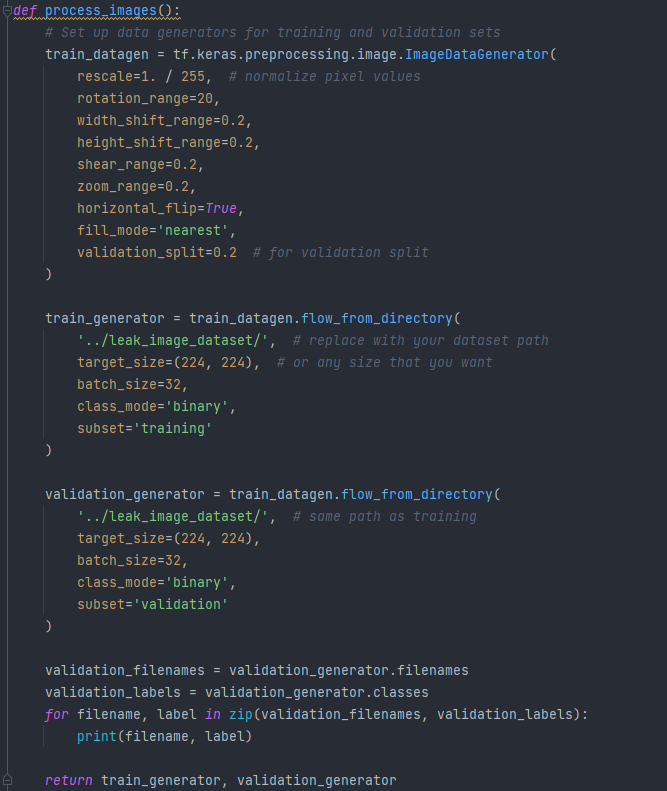 def process_images():
    # Set up data generators for training and validation sets
    train_datagen = tf.keras.preprocessing.image.ImageDataGenerator(
        rescale=1. / 255,  # normalize pixel values
        rotation_range=20,
        width_shift_range=0.2,
        height_shift_range=0.2,
        shear_range=0.2,
        zoom_range=0.2,
        horizontal_flip=True,
        fill_mode='nearest',
        validation_split=0.2  # for validation split
    )

    train_generator = train_datagen.flow_from_directory(
        '../leak_image_dataset/',  # replace with your dataset path
        target_size=(224, 224),  # or any size that you want
        batch_size=32,
        class_mode='binary',
        subset='training'
    )

    validation_generator = train_datagen.flow_from_directory(
        '../leak_image_dataset/',  # same path as training
        target_size=(224, 224),
        batch_size=32,
        class_mode='binary',
        subset='validation'
    )

    validation_filenames = validation_generator.filenames
    validation_labels = validation_generator.classes
    for filename, label in zip(validation_filenames, validation_labels):
        print(filename, label)

    return train_generator, validation_generator